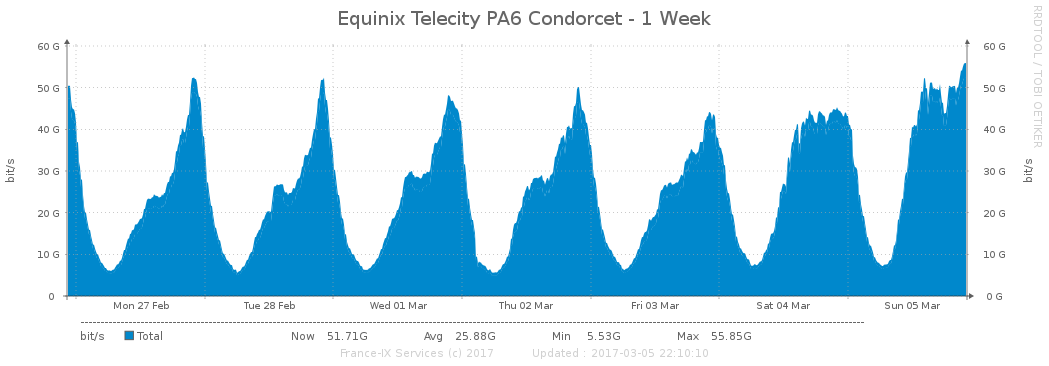 Equinix Telecity PA6 Condorcet - 1 Week
RRDTOOL / TOBI OETIKER
bit/s
60 G
50 G
40 G
30 G
20 G
10 G
0
60 G
50 G
40 G
30 G
20 G
10 G
0 G
bit/s
Mon 27 Feb Tue 28 Feb Wed 01 Mar Thu 02 Mar Fri 03 Mar Sat 04 Mar Sun 05 Mar
bit/s Total Now 51.71G Avg 25.88G Min 5.53G Max 55.85G
France-IX Services (c) 2017 Updated : 2017-03-05 22:10:10